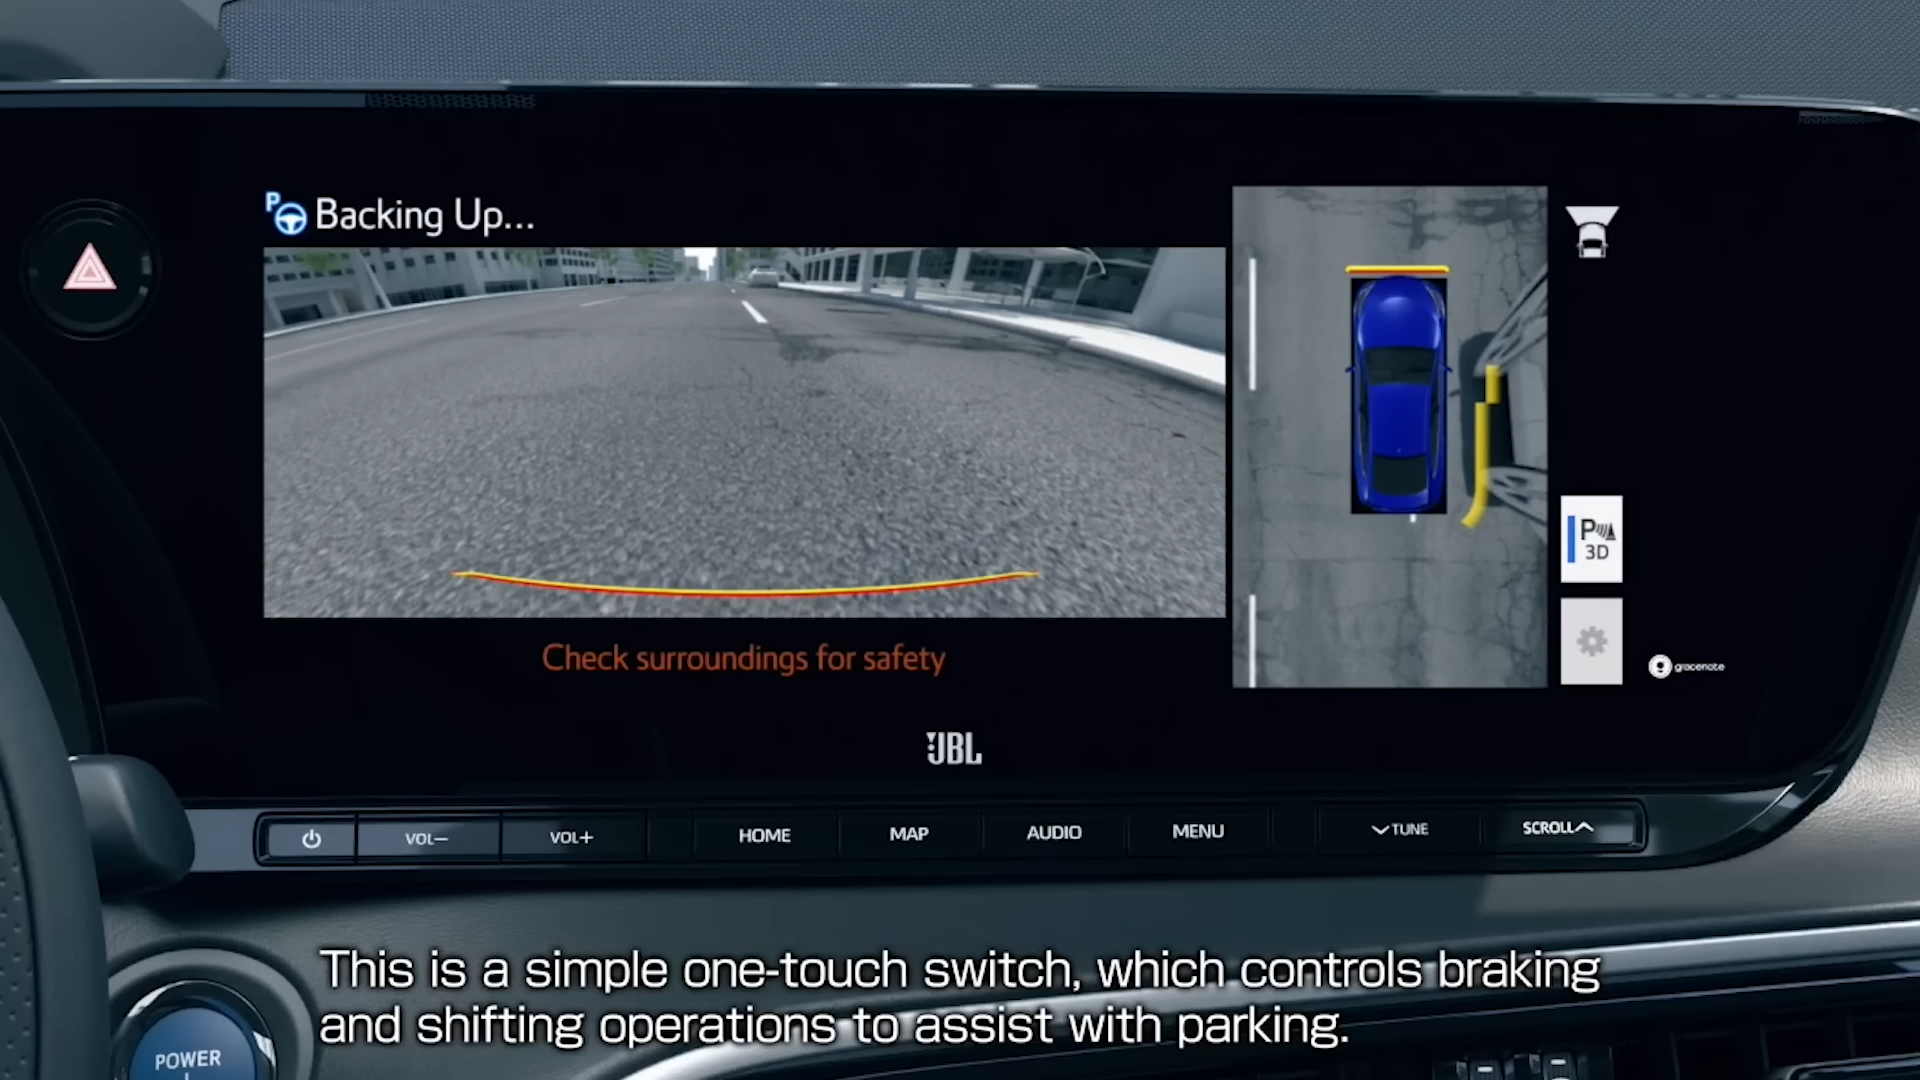 P Backing Up...
Check surroundings for safety
P
3D
gracenote
JBL
VOL— VOL+ HOME MAP AUDIO MENU TUNE SCROLL
This is a simple one-touch switch, which controls braking
and shifting operations to assist with parking.
POWER